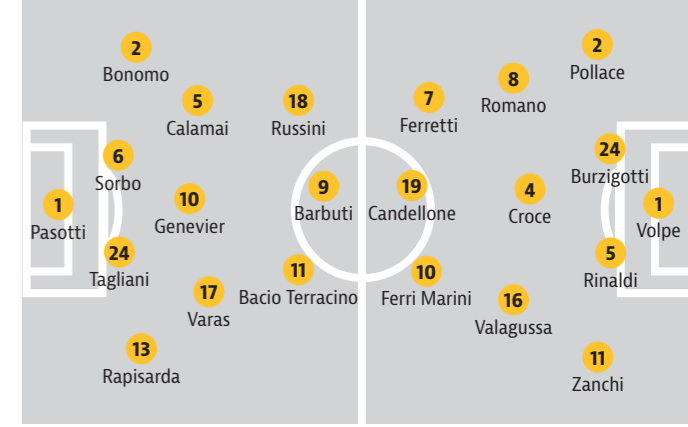 2
Bonomo
5
Calamai
18
Russini
6
Sorbo
1
Pasotti
10
Genevier
9
Barbuti
24
Tagliani
17
Varas
11
Bacio Terracino
13
Rapisarda
2
Pollace
8
Romano
7
Ferretti
24
Burzigotti
19
Candellone
4
Croce
1
Volpe
10
Ferri Marini
16
Valagussa
5
Rinaldi
11
Zanchi